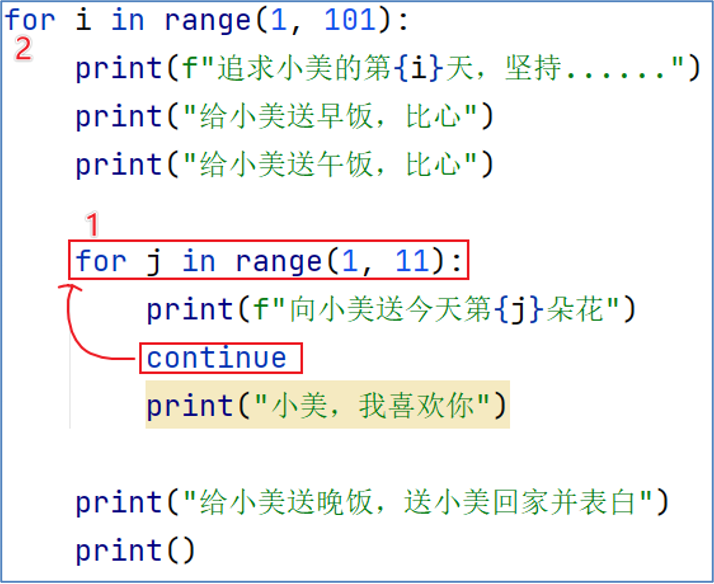 for i in range(1, 101):
2
    print(f"追求小美的第{i}天，坚持......")
    print("给小美送早饭，比心")
    print("给小美送午饭，比心")
1
    for j in range(1, 11):
        print(f"向小美送今天第{j}朵花")
        continue
        print("小美，我喜欢你")
    print("给小美送晚饭，送小美回家并表白")
    print()